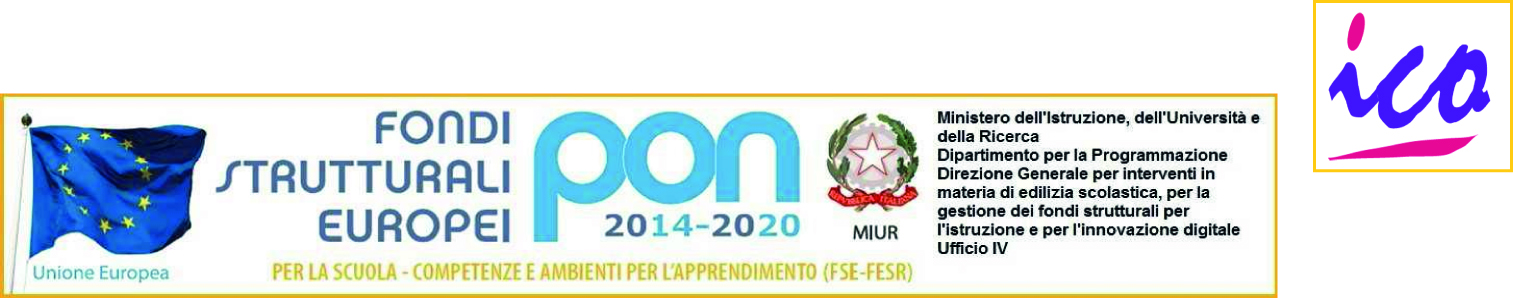 ico
FONDI
STRUTTURALI
EUROPEI
pon
2014-2020
Unione Europea
REPVBBLICA ITALIANA
MIUR
Ministero dell'Istruzione, dell'Università e
della Ricerca
Dipartimento per la Programmazione
Direzione Generale per interventi in
materia di edilizia scolastica, per la
gestione dei fondi strutturali per
l'istruzione e per l'innovazione digitale
Ufficio IV
PER LA SCUOLA - COMPETENZE E AMBIENTI PER L'APPRENDIMENTO (FSE-FESR)